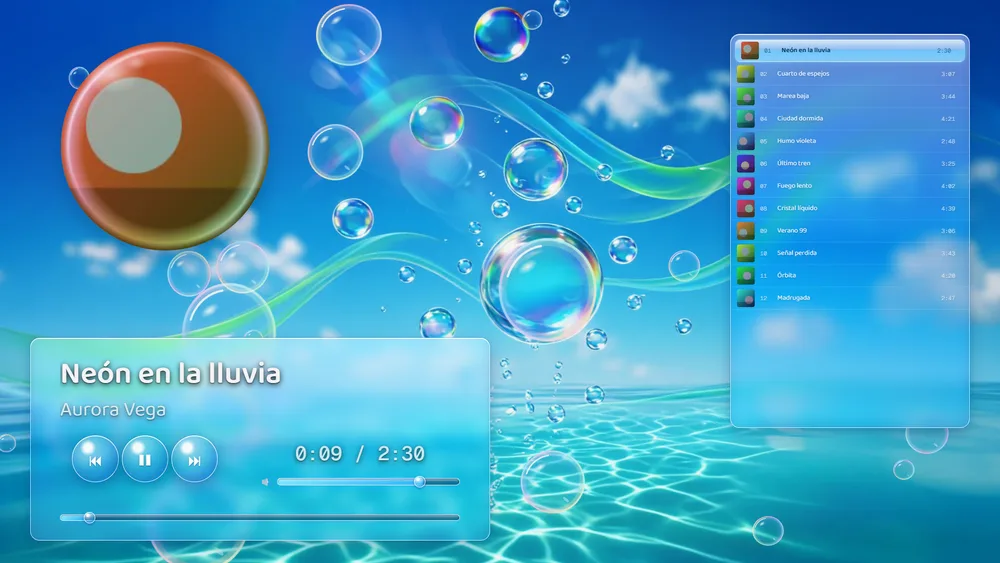 Neón en la lluvia
Aurora Vega
0:09 / 2:30
01 Neón en la lluvia 2:30
02 Cuarto de espejos 3:07
03 Marea baja 3:44
04 Ciudad dormida 4:21
05 Humo violeta 2:48
06 Último tren 3:25
07 Fuego lento 4:02
08 Cristal líquido 4:39
09 Verano 99 3:06
10 Señal perdida 3:43
11 Órbita 4:20
12 Madrugada 2:47